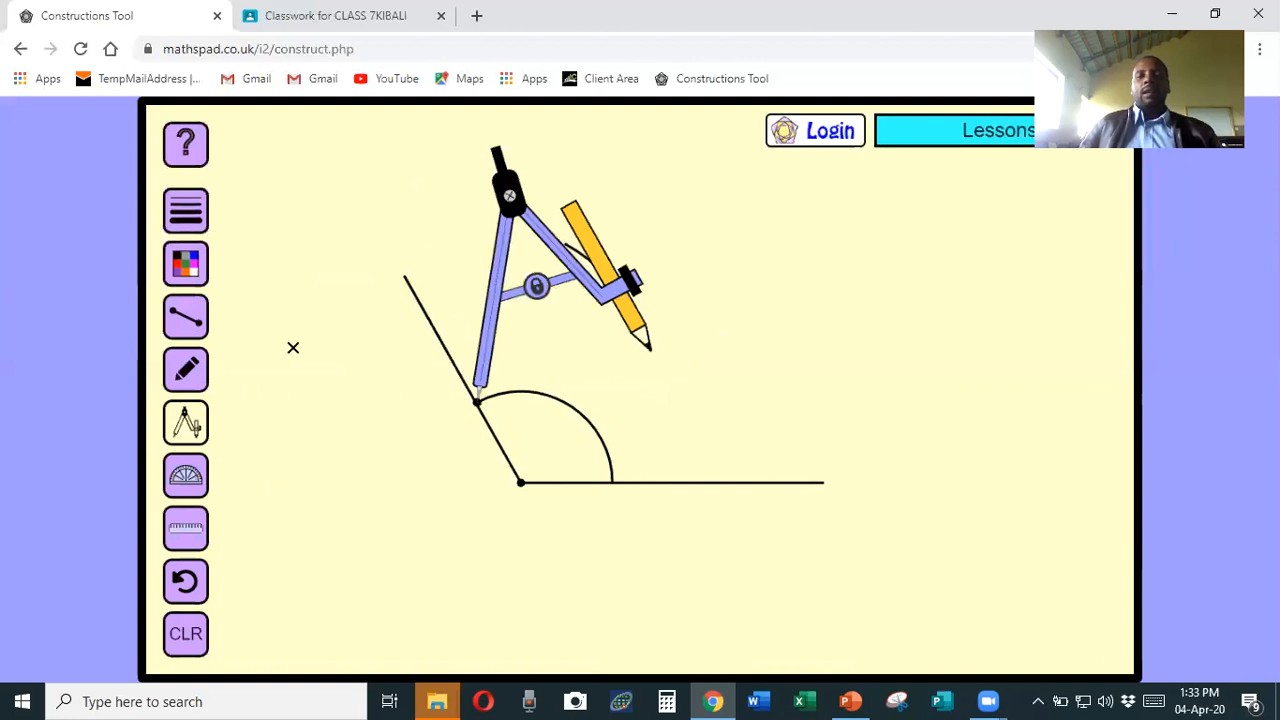 Constructions Tool
Classwork for CLASS 7KIBALI
mathspad.co.uk/i2/construct.php
Apps
TempMailAddress |...
Gmail
Gmail
YouTube
Maps
Apps
Client Area
Constructions Tool
?
Login
Lessons
CLR
Type here to search
1:33 PM
04-Apr-20
9